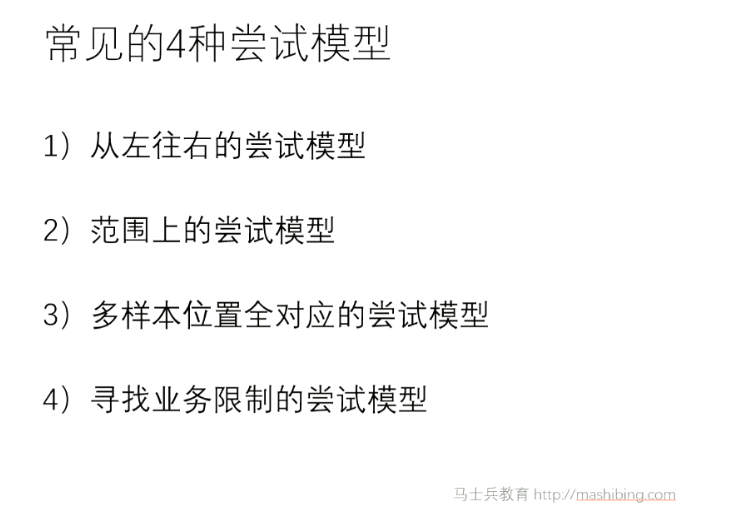 常见的4种尝试模型
1）从左往右的尝试模型
2）范围上的尝试模型
3）多样本位置全对应的尝试模型
4）寻找业务限制的尝试模型
马士兵教育 http://mashibing.com